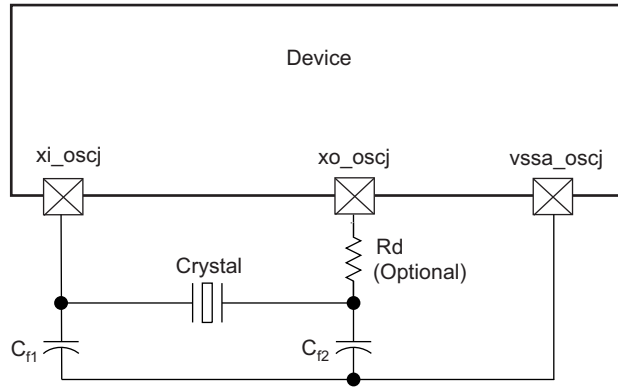 Device
xi_oscj
xo_oscj
vssa_oscj
Rd
(Optional)
Crystal
Cf1
Cf2